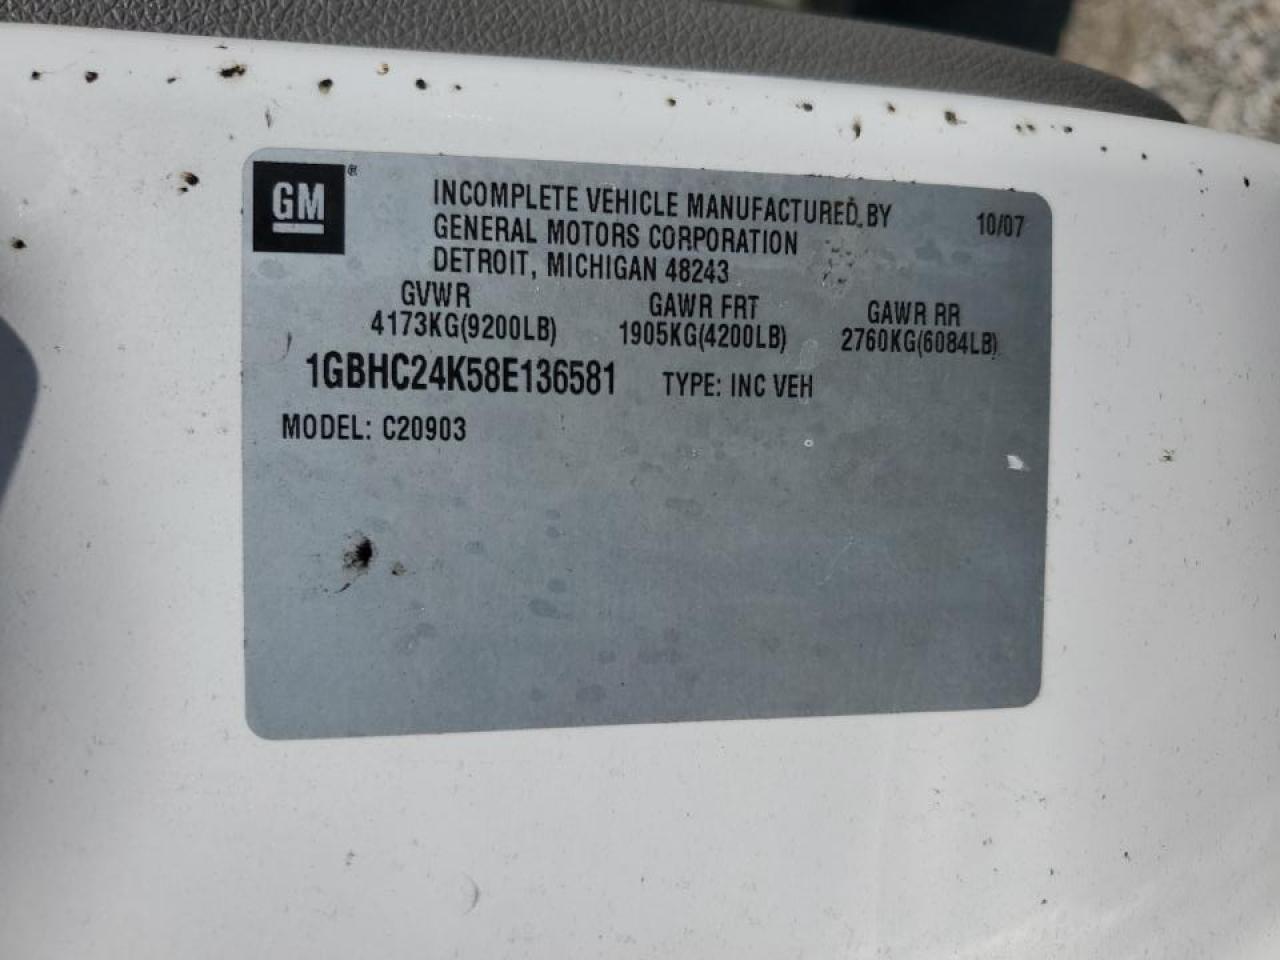 GM®
INCOMPLETE VEHICLE MANUFACTURED BY 10/07
GENERAL MOTORS CORPORATION
DETROIT, MICHIGAN 48243
GVWR GAWR FRT GAWR RR
4173KG(9200LB) 1905KG(4200LB) 2760KG(6084LB)
1GBHC24K58E136581 TYPE: INC VEH
MODEL: C20903